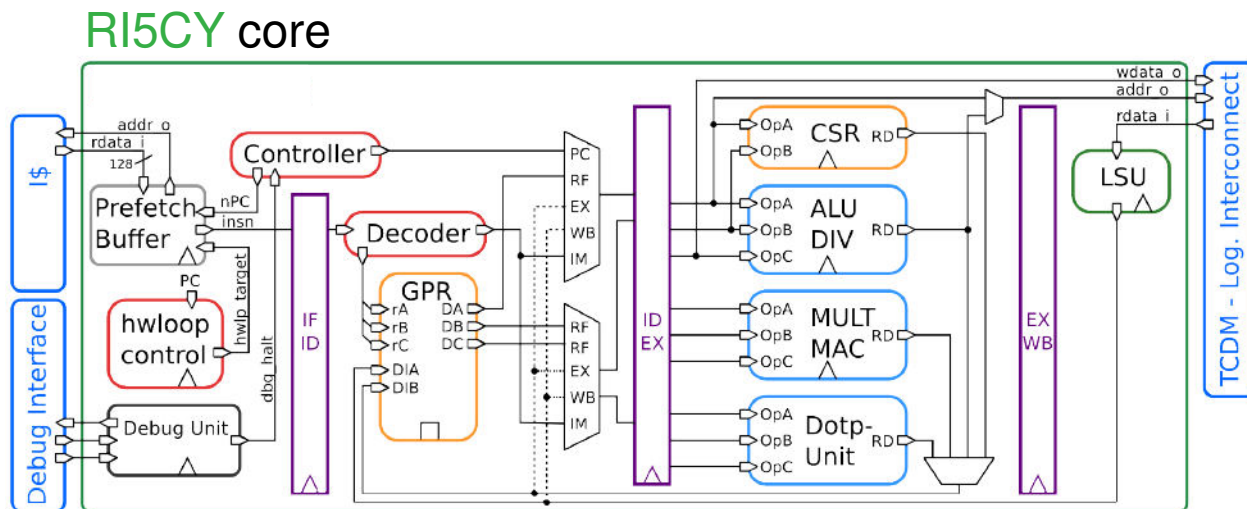 RI5CY core
I$
addr_o
rdata_i
128
Prefetch
Buffer
nPC
insn
Controller
PC
hwloop
control
hwlp_target
dbg_halt
Debug Interface
Debug Unit
IF
ID
Decoder
GPR
rA
rB
rC
DIA
DIB
DA
DB
DC
PC
RF
EX
WB
IM
RF
RF
EX
WB
IM
ID
EX
OpA
OpB
CSR
RD
OpA
OpB
OpC
ALU
DIV
RD
OpA
OpB
OpC
MULT
MAC
RD
OpA
OpB
OpC
Dotp-
Unit
RD
EX
WB
wdata_o
addr_o
rdata_i
LSU
TCDM - Log. Interconnect